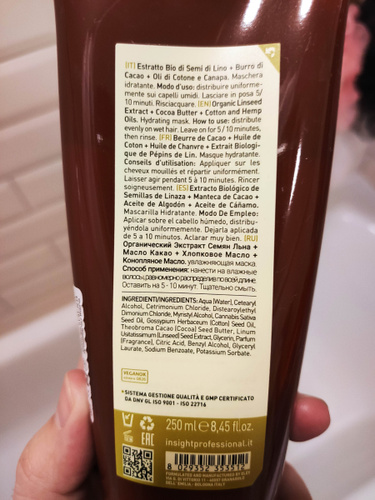 [IT] Estratto Bio di Semi di Lino + Burro di
Cacao + Oli di Cotone e Canapa. Maschera
idratante. Modo d'uso: distribuire uniforme-
mente sui capelli umidi. Lasciare in posa 5/
10 minuti. Risciacquare. [EN] Organic Linseed
Extract + Cocoa Butter + Cotton and Hemp
Oils. Hydrating mask. How to use: distribute
evenly on wet hair. Leave on for 5/10 minutes,
then rinse. [FR] Beurre de Cacao + Huile de
Coton + Huile de Chanvre + Extrait Biologi-
que de Pépins de Lin. Masque hydratante.
Conseils d'utilisation: Appliquer sur les
cheveux mouillés et répartir uniformément.
Laisser agir pendant 5 à 10 minutes. Rincer
soigneusement. [ES] Extracto Biológico de
Semillas de Linaza + Manteca de Cacao +
Aceite de Algodón + Aceite de Cáñamo.
Mascarilla Hidratante. Modo De Empleo:
Aplicar sobre el cabello húmedo, distribu-
yéndola uniformemente. Dejarla aplicada
de 5 a 10 minutos. Aclarar muy bien. [RU]
Органический Экстракт Семян Льна +
Масло Какао + Хлопковое Масло +
Конопляное Масло. увлажняющая маска.
Способ применения: нанести на влажные
волосы, равномерно распределив по всей длине.
Оставить на 5 - 10 минут. Тщательно смыть.
INGREDIENTI/INGREDIENTS: Aqua [Water], Cetearyl
Alcohol, Cetrimonium Chloride, Distearoylethyl
Dimonium Chloride, Myristyl Alcohol, Cannabis Sativa
Seed Oil, Gossypium Herbaceum [Cotton] Seed Oil,
Theobroma Cacao [Cocoa] Seed Butter, Linum
Usitatissimum [Linseed] Seed Extract, Glycerin, Parfum
[Fragrance], Citric Acid, Benzyl Alcohol, Glyceryl
Laurate, Sodium Benzoate, Potassium Sorbate.
VEGANOK
*SISTEMA GESTIONE QUALITÀ E GMP CERTIFICATO
DA DNV GL ISO 9001 - ISO 22716
250 ml e 8,45 fl.oz.
insightprofessional.it
EAC
8 029352 353512
FORMULATED AND
MANUFACTURED BY